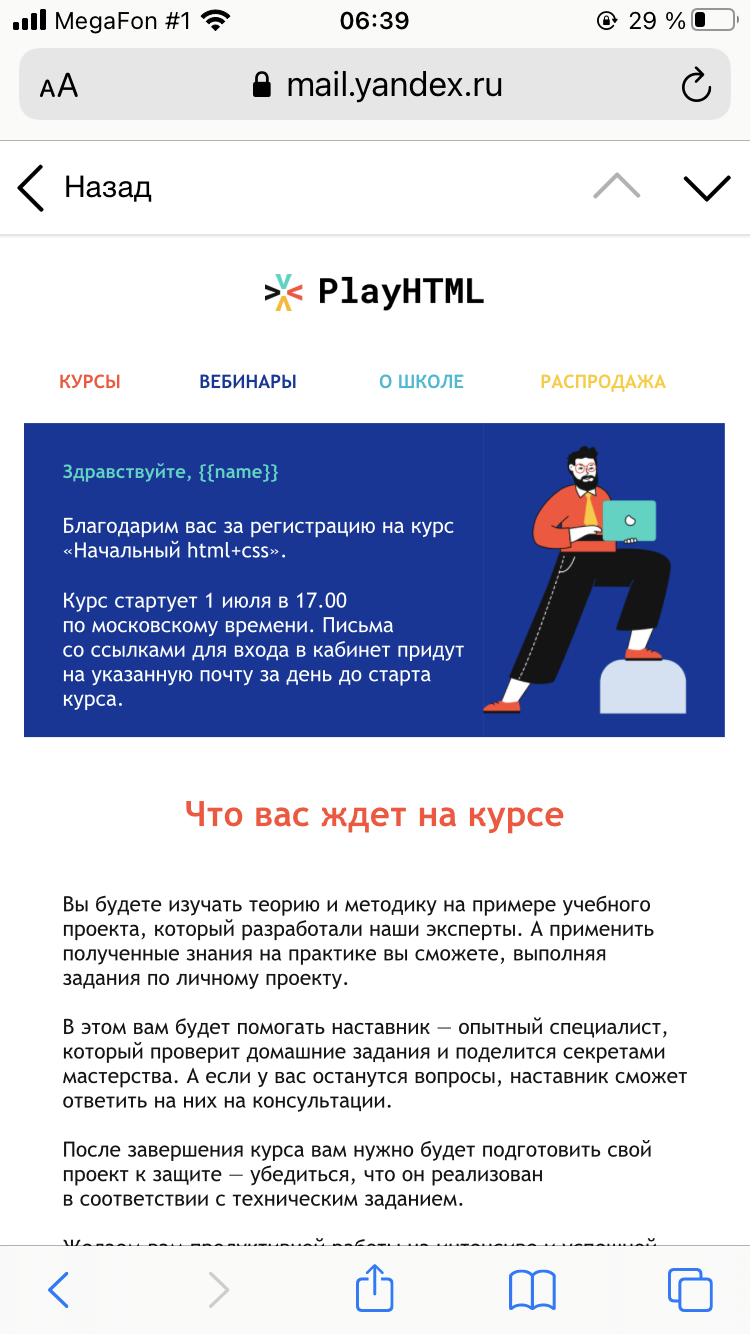 MegaFon #1 06:39 29 %
AA mail.yandex.ru
Назад
PlayHTML
КУРСЫ ВЕБИНАРЫ О ШКОЛЕ РАСПРОДАЖА
Здравствуйте, {{name}}
Благодарим вас за регистрацию на курс
«Начальный html+css».
Курс стартует 1 июля в 17.00
по московскому времени. Письма
со ссылками для входа в кабинет придут
на указанную почту за день до старта
курса.
Что вас ждет на курсе
Вы будете изучать теорию и методику на примере учебного
проекта, который разработали наши эксперты. А применить
полученные знания на практике вы сможете, выполняя
задания по личному проекту.
В этом вам будет помогать наставник — опытный специалист,
который проверит домашние задания и поделится секретами
мастерства. А если у вас останутся вопросы, наставник сможет
ответить на них на консультации.
После завершения курса вам нужно будет подготовить свой
проект к защите — убедиться, что он реализован
в соответствии с техническим заданием.